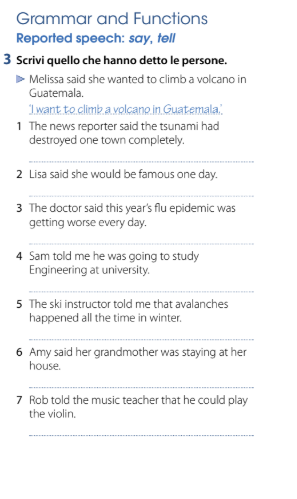 Grammar and Functions
Reported speech: say, tell
3 Scrivi quello che hanno detto le persone.
Melissa said she wanted to climb a volcano in
Guatemala.
'I want to climb a volcano in Guatemala.'
1 The news reporter said the tsunami had
destroyed one town completely.
2 Lisa said she would be famous one day.
3 The doctor said this year's flu epidemic was
getting worse every day.
4 Sam told me he was going to study
Engineering at university.
5 The ski instructor told me that avalanches
happened all the time in winter.
6 Amy said her grandmother was staying at her
house.
7 Rob told the music teacher that he could play
the violin.